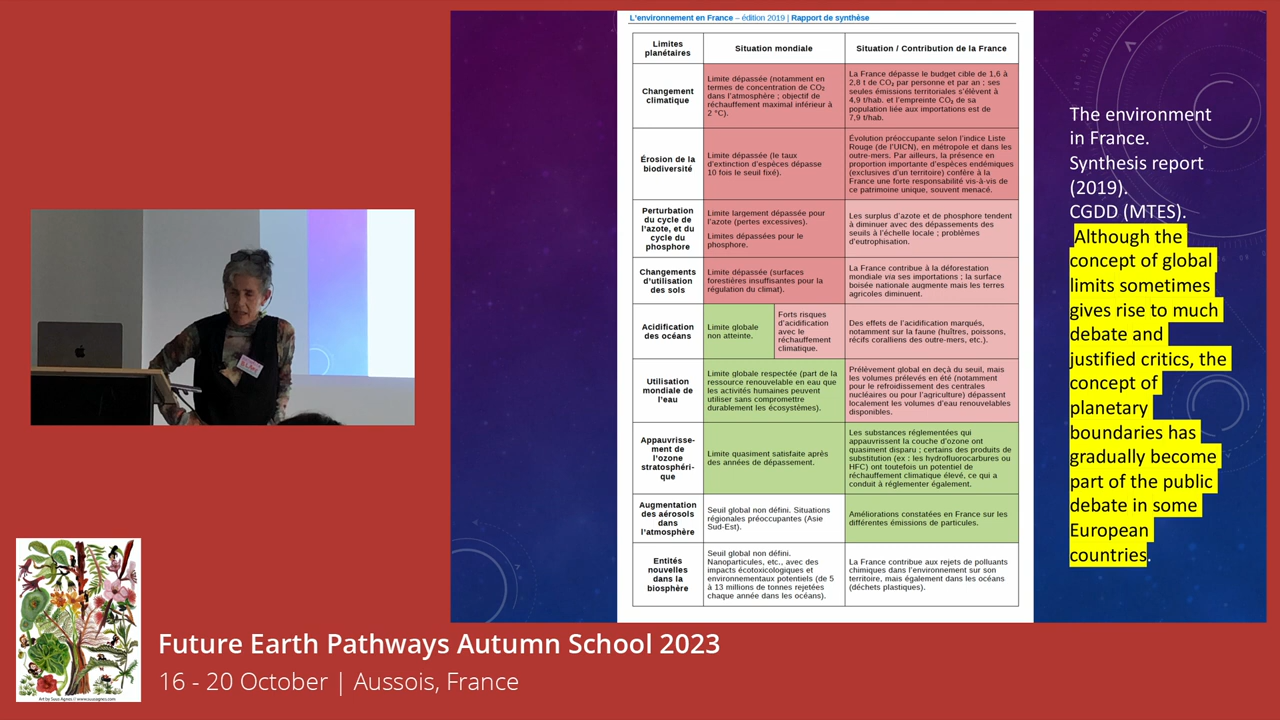 L'environnement en France – édition 2019 | Rapport de synthèse
Limites
planétaires
Situation mondiale
Situation / Contribution de la France
Changement
climatique
Limite dépassée (notamment en
termes de concentration de CO₂
dans l'atmosphère ; objectif de
réchauffement maximal inférieur à
2 °C).
La France dépasse le budget cible de 1,6 à
2,8 t de CO₂ par personne et par an ; ses
seules émissions territoriales s'élèvent à
4,9 t/hab. et l'empreinte CO₂ de sa
population liée aux importations est de
7,9 t/hab.
Érosion de la
biodiversité
Limite dépassée (le taux
d'extinction d'espèces dépasse
10 fois le seuil fixé).
Évolution préoccupante selon l'indice Liste
Rouge (de l'UICN), en métropole et dans les
outre-mers. Par ailleurs, la présence en
proportion importante d'espèces endémiques
(exclusives d'un territoire) confère à la
France une forte responsabilité vis-à-vis de
ce patrimoine unique, souvent menacé.
Perturbation
du cycle de
l'azote, et du
cycle du
phosphore
Limite largement dépassée pour
l'azote (pertes excessives).
Limites dépassées pour le
phosphore.
Les surplus d'azote et de phosphore tendent
à diminuer avec des dépassements des
seuils à l'échelle locale ; problèmes
d'eutrophisation.
Changements
d'utilisation
des sols
Limite dépassée (surfaces
forestières insuffisantes pour la
régulation du climat).
La France contribue à la déforestation
mondiale via ses importations ; la surface
boisée nationale augmente mais les terres
agricoles diminuent.
Acidification
des océans
Limite globale
non atteinte.
Forts risques
d'acidification
avec le
réchauffement
climatique.
Des effets de l'acidification marqués,
notamment sur la faune (huîtres, poissons,
récifs coralliens des outre-mers, etc.).
Utilisation
mondiale de
l'eau
Limite globale respectée (part de la
ressource renouvelable en eau que
les activités humaines peuvent
utiliser sans compromettre
durablement les écosystèmes).
Prélèvement global en deçà du seuil, mais
les volumes prélevés en été (notamment
pour le refroidissement des centrales
nucléaires ou pour l'agriculture) dépassent
localement les volumes d'eau renouvelables
disponibles.
Appauvrisse-
ment de
l'ozone
stratosphéri-
que
Limite quasiment satisfaite après
des années de dépassement.
Les substances réglementées qui
appauvrissent la couche d'ozone ont
quasiment disparu ; certains des produits de
substitution (ex : les hydrofluorocarbures ou
HFC) ont toutefois un potentiel de
réchauffement climatique élevé, ce qui a
conduit à réglementer également.
Augmentation
des aérosols
dans
l'atmosphère
Seuil global non défini. Situations
régionales préoccupantes (Asie
Sud-Est).
Améliorations constatées en France sur les
différentes émissions de particules.
Entités
nouvelles
dans la
biosphère
Seuil global non défini.
Nanoparticules, etc., avec des
impacts écotoxicologiques et
environnementaux potentiels (de 5
à 13 millions de tonnes rejetées
chaque année dans les océans).
La France contribue aux rejets de polluants
chimiques dans l'environnement sur son
territoire, mais également dans les océans
(déchets plastiques).
The environment
in France.
Synthesis report
(2019).
CGDD (MTES).
Although the
concept of global
limits sometimes
gives rise to much
debate and
justified critics, the
concept of
planetary
boundaries has
gradually become
part of the public
debate in some
European
countries.
Future Earth Pathways Autumn School 2023
16 - 20 October | Aussois, France